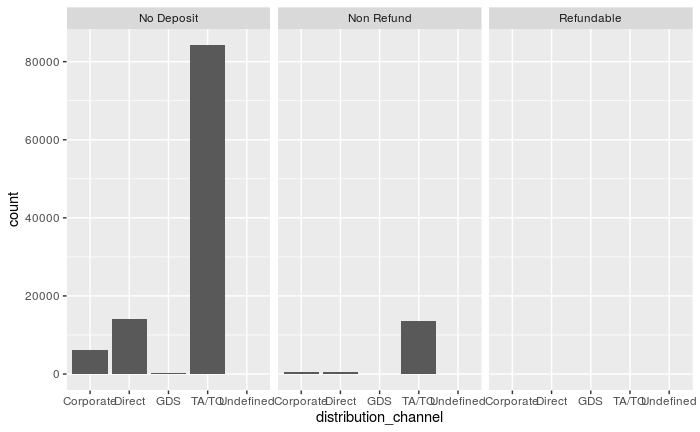 No Deposit Non Refund Refundable
80000
60000
40000
20000
0
Corporate Direct GDS TA/TO Undefined Corporate Direct GDS TA/TO Undefined Corporate Direct GDS TA/TO Undefined
distribution_channel
count